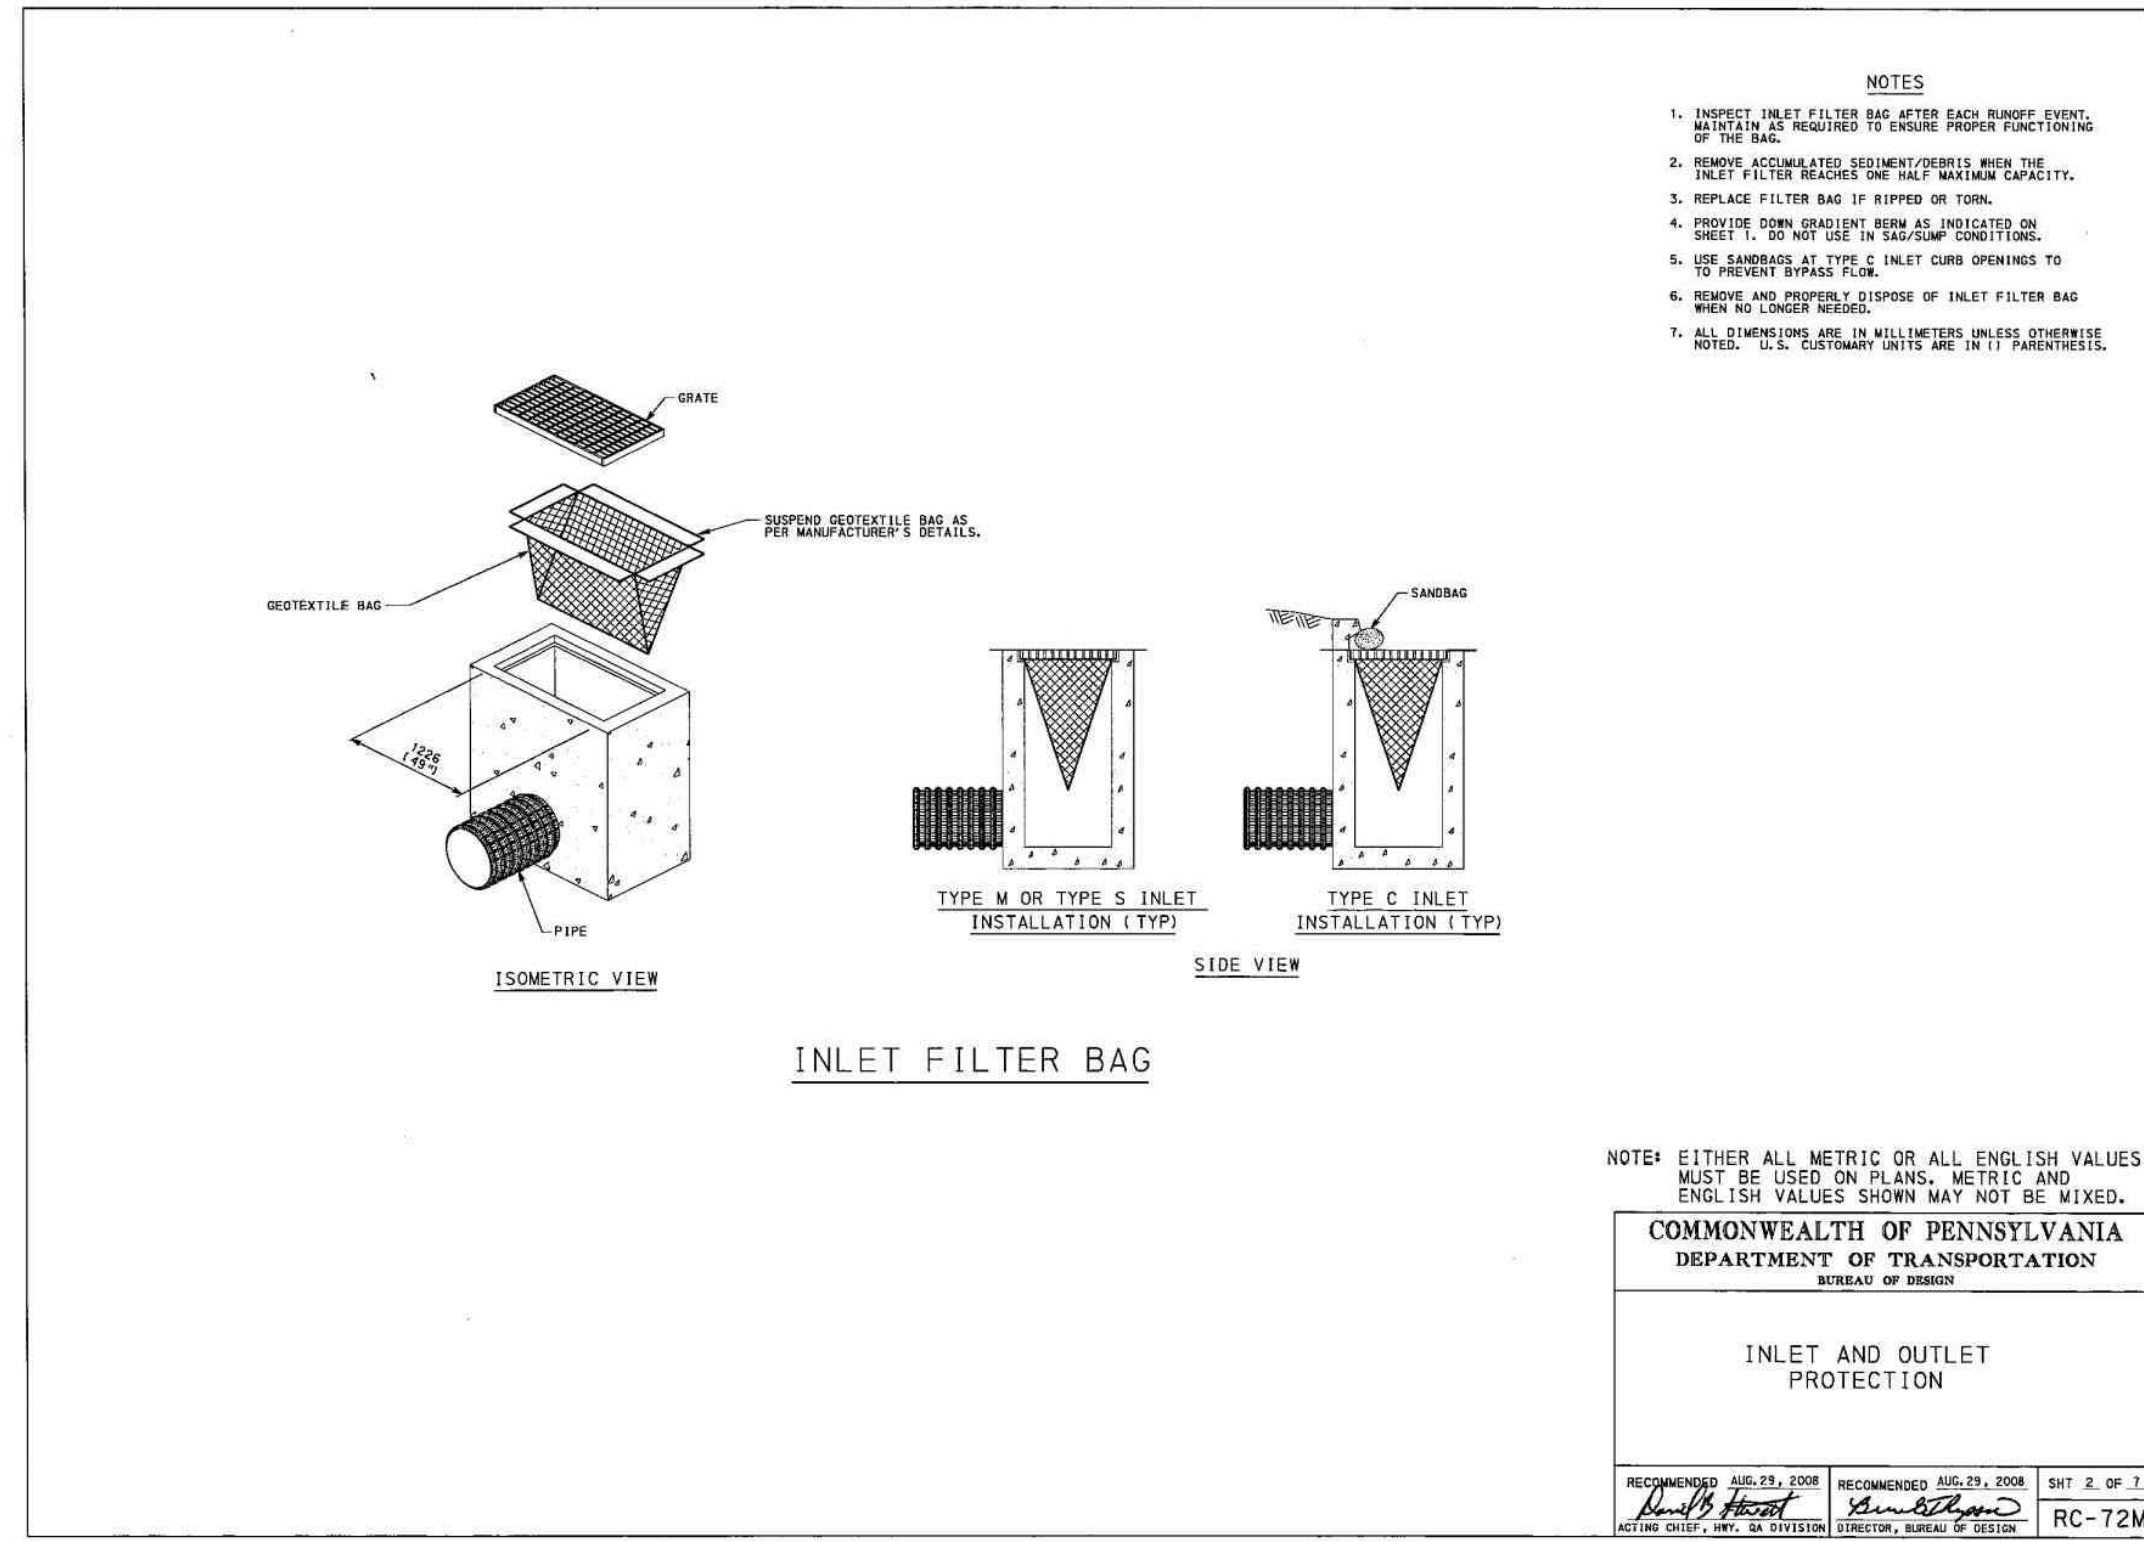 NOTES
1. INSPECT INLET FILTER BAG AFTER EACH RUNOFF EVENT.
MAINTAIN AS REQUIRED TO ENSURE PROPER FUNCTIONING
OF THE BAG.
2. REMOVE ACCUMULATED SEDIMENT/DEBRIS WHEN THE
INLET FILTER REACHES ONE HALF MAXIMUM CAPACITY.
3. REPLACE FILTER BAG IF RIPPED OR TORN.
4. PROVIDE DOWN GRADIENT BERM AS INDICATED ON
SHEET 1. DO NOT USE IN SAG/SUMP CONDITIONS.
5. USE SANDBAGS AT TYPE C INLET CURB OPENINGS TO
TO PREVENT BYPASS FLOW.
6. REMOVE AND PROPERLY DISPOSE OF INLET FILTER BAG
WHEN NO LONGER NEEDED.
7. ALL DIMENSIONS ARE IN MILLIMETERS UNLESS OTHERWISE
NOTED. U.S. CUSTOMARY UNITS ARE IN () PARENTHESIS.
GRATE
SUSPEND GEOTEXTILE BAG AS
PER MANUFACTURER'S DETAILS.
GEOTEXTILE BAG
1226
(49")
PIPE
ISOMETRIC VIEW
SANDBAG
TYPE M OR TYPE S INLET
INSTALLATION (TYP)
TYPE C INLET
INSTALLATION (TYP)
SIDE VIEW
INLET FILTER BAG
NOTE: EITHER ALL METRIC OR ALL ENGLISH VALUES
MUST BE USED ON PLANS. METRIC AND
ENGLISH VALUES SHOWN MAY NOT BE MIXED.
COMMONWEALTH OF PENNSYLVANIA
DEPARTMENT OF TRANSPORTATION
BUREAU OF DESIGN
INLET AND OUTLET
PROTECTION
RECOMMENDED AUG. 29, 2008
ACTING CHIEF, HWY. QA DIVISION
RECOMMENDED AUG. 29, 2008
DIRECTOR, BUREAU OF DESIGN
SHT 2 OF 7
RC-72M